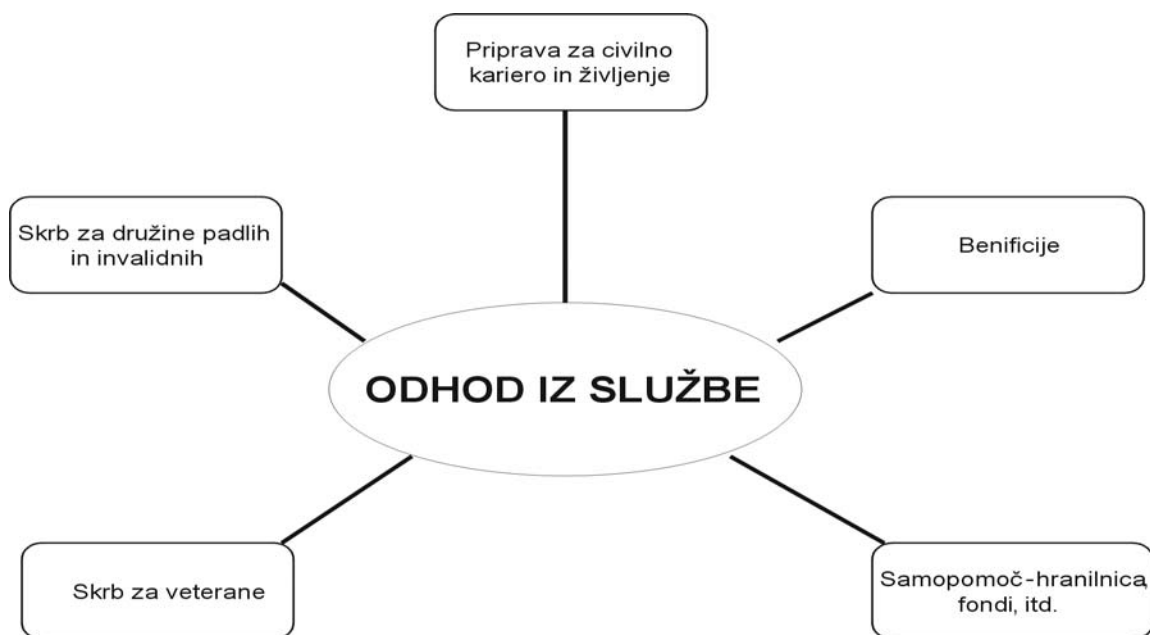 Priprava za civilno
kariero in življenje
Skrb za družine padlih
in invalidnih
Benificije
ODHOD IZ SLUŽBE
Skrb za veterane
Samopomoč-hranilnica,
fondi, itd.